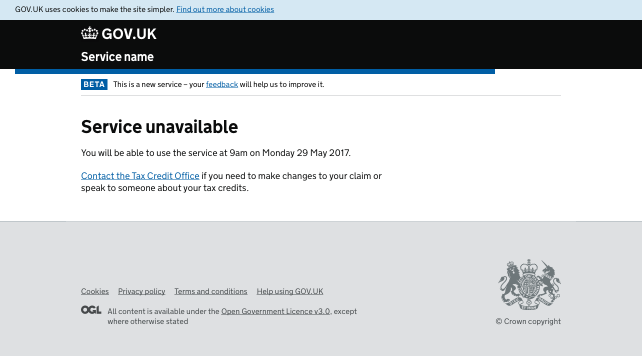 GOV.UK uses cookies to make the site simpler. Find out more about cookies
GOV.UK
Service name
BETA This is a new service – your feedback will help us to improve it.
Service unavailable
You will be able to use the service at 9am on Monday 29 May 2017.
Contact the Tax Credit Office if you need to make changes to your claim or
speak to someone about your tax credits.
Cookies Privacy policy Terms and conditions Help using GOV.UK
OGL All content is available under the Open Government Licence v3.0, except
where otherwise stated
© Crown copyright